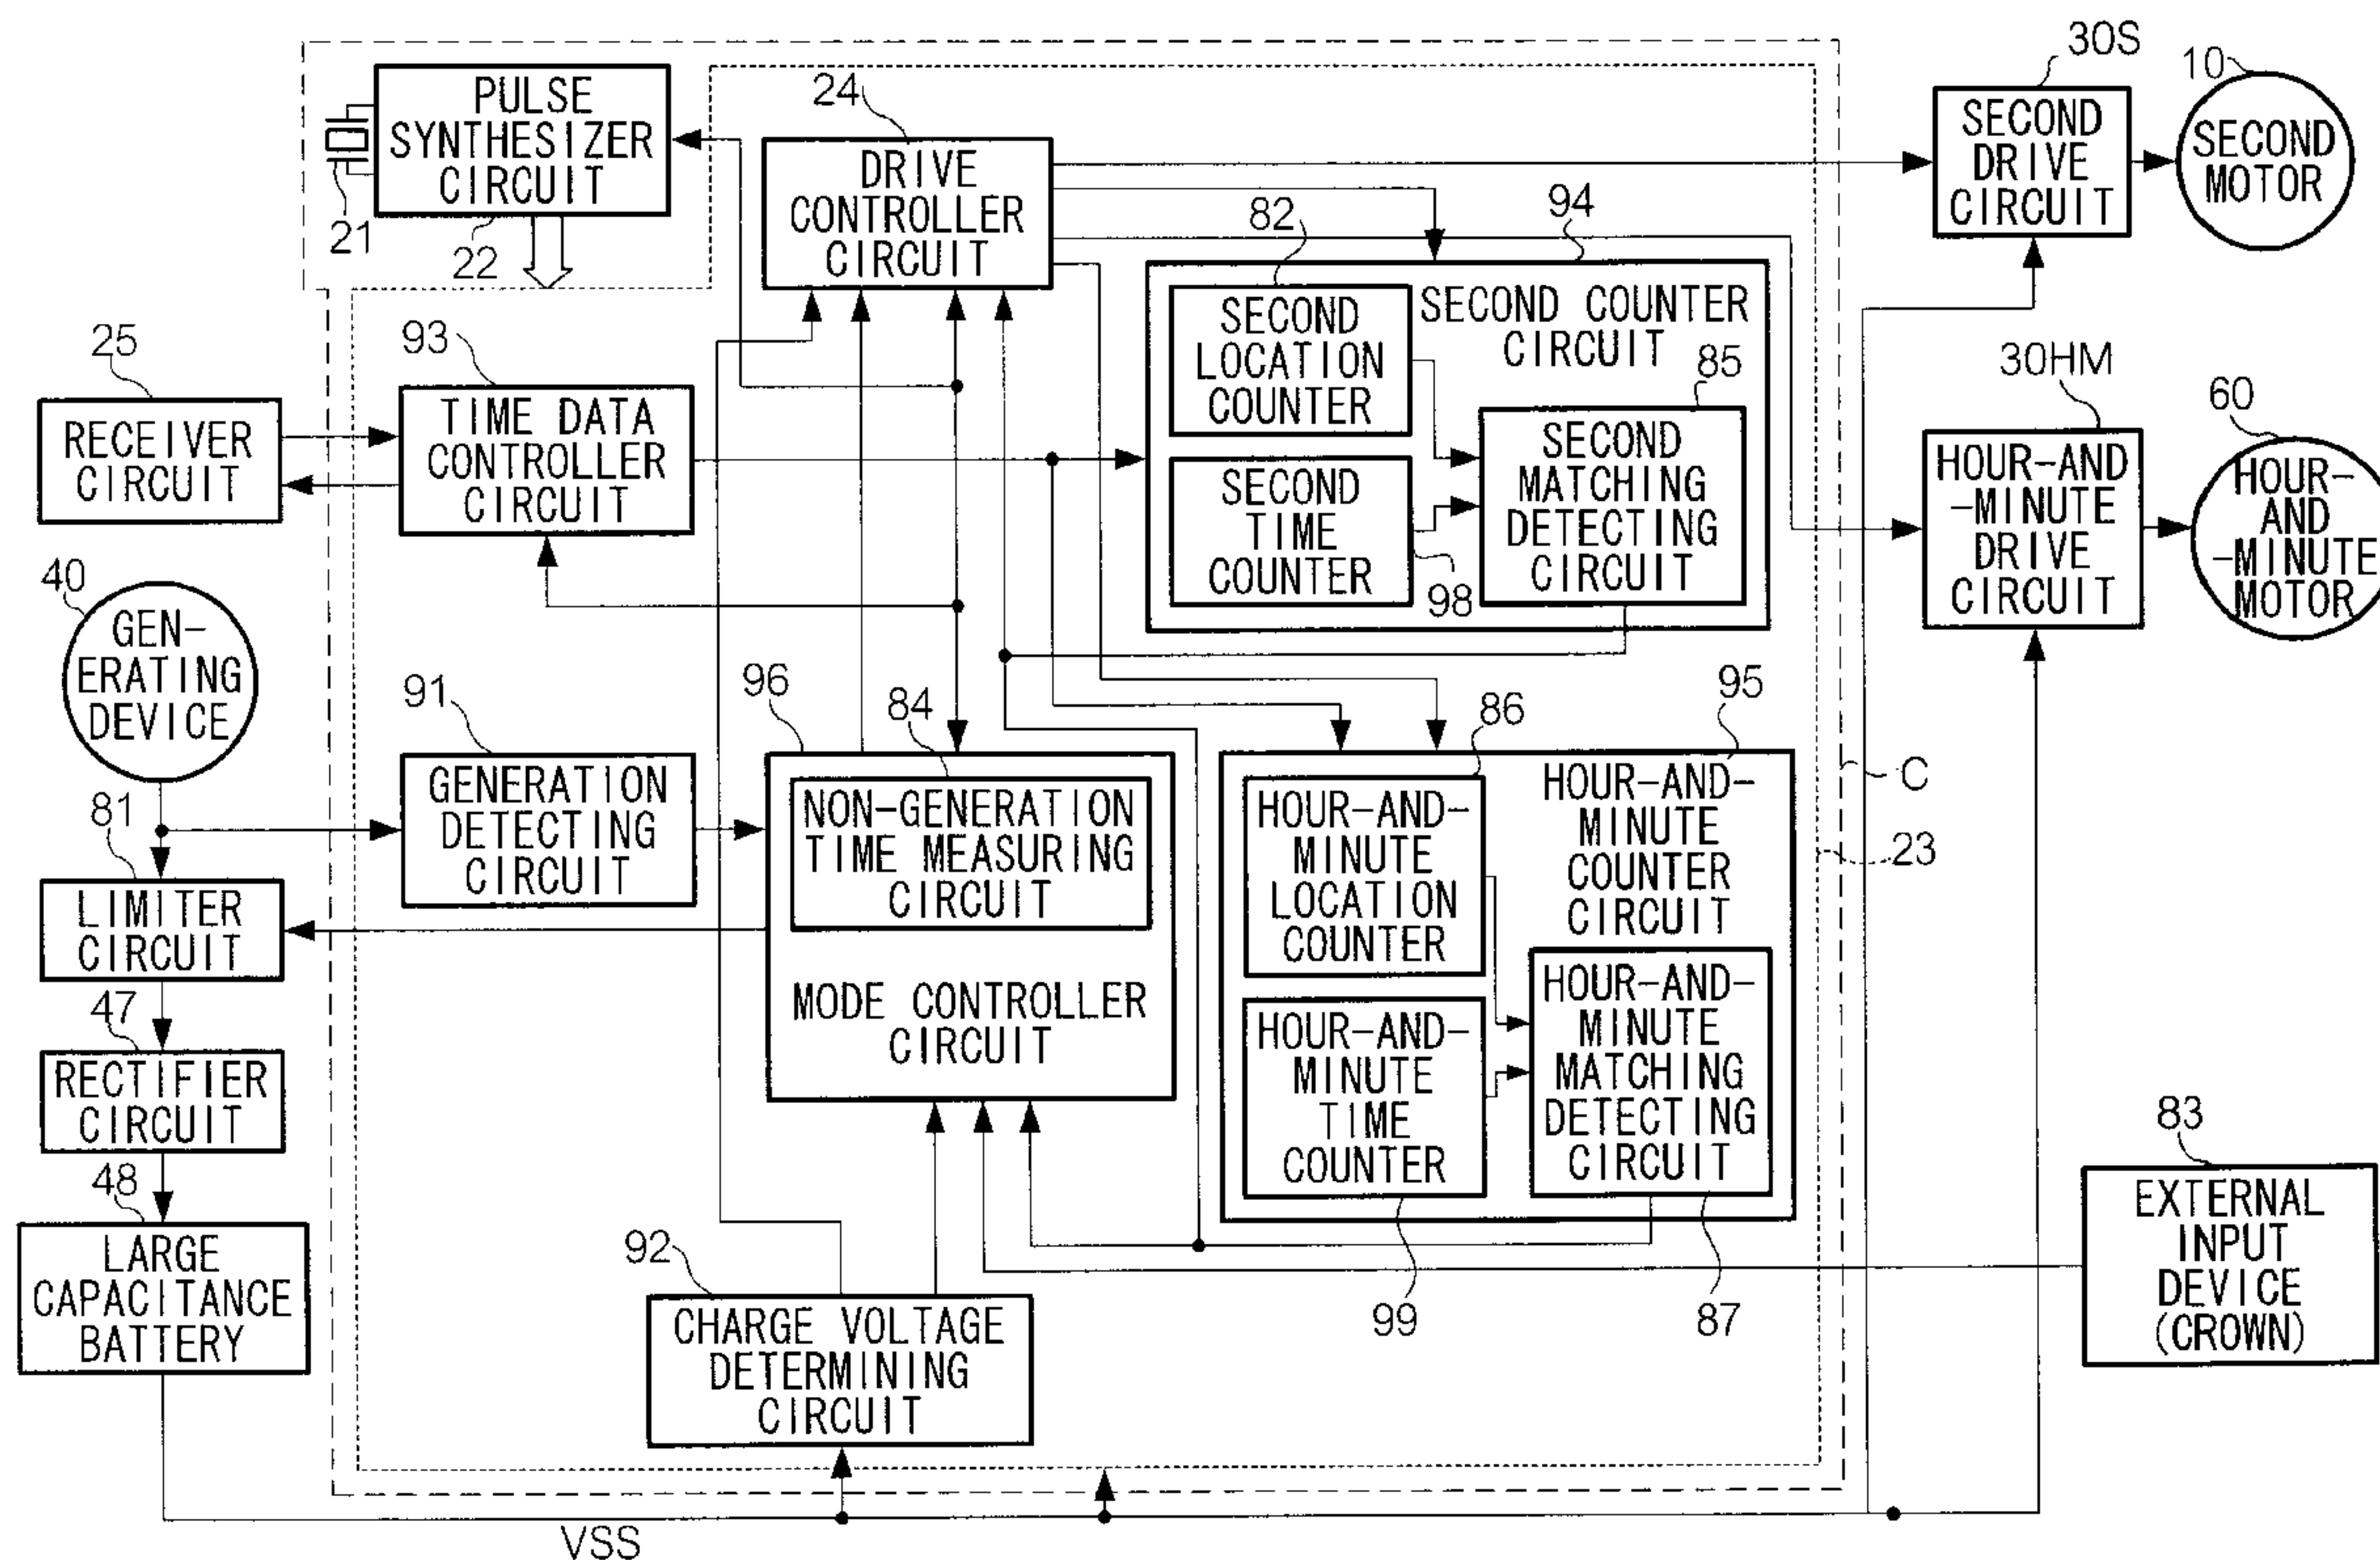 30S
10
PULSE
SYNTHESIZER
CIRCUIT
21
22
24
DRIVE
CONTROLLER
CIRCUIT
SECOND
DRIVE
CIRCUIT
SECOND
MOTOR
82
94
SECOND
LOCATION
COUNTER
SECOND COUNTER
CIRCUIT
85
SECOND
MATCHING
DETECTING
CIRCUIT
SECOND
TIME
COUNTER
98
25
RECEIVER
CIRCUIT
93
TIME DATA
CONTROLLER
CIRCUIT
30HM
60
HOUR-AND
-MINUTE
DRIVE
CIRCUIT
HOUR-
AND
-MINUTE
MOTOR
40
GEN-
ERATING
DEVICE
91
GENERATION
DETECTING
CIRCUIT
96
84
NON-GENERATION
TIME MEASURING
CIRCUIT
MODE CONTROLLER
CIRCUIT
86
95
HOUR-AND-
MINUTE
LOCATION
COUNTER
HOUR-AND-
MINUTE
COUNTER
CIRCUIT
C
23
HOUR-AND-
MINUTE
TIME
COUNTER
HOUR-AND-
MINUTE
MATCHING
DETECTING
CIRCUIT
99
87
81
LIMITER
CIRCUIT
47
RECTIFIER
CIRCUIT
48
LARGE
CAPACITANCE
BATTERY
92
CHARGE VOLTAGE
DETERMINING
CIRCUIT
83
EXTERNAL
INPUT
DEVICE
(CROWN)
VSS